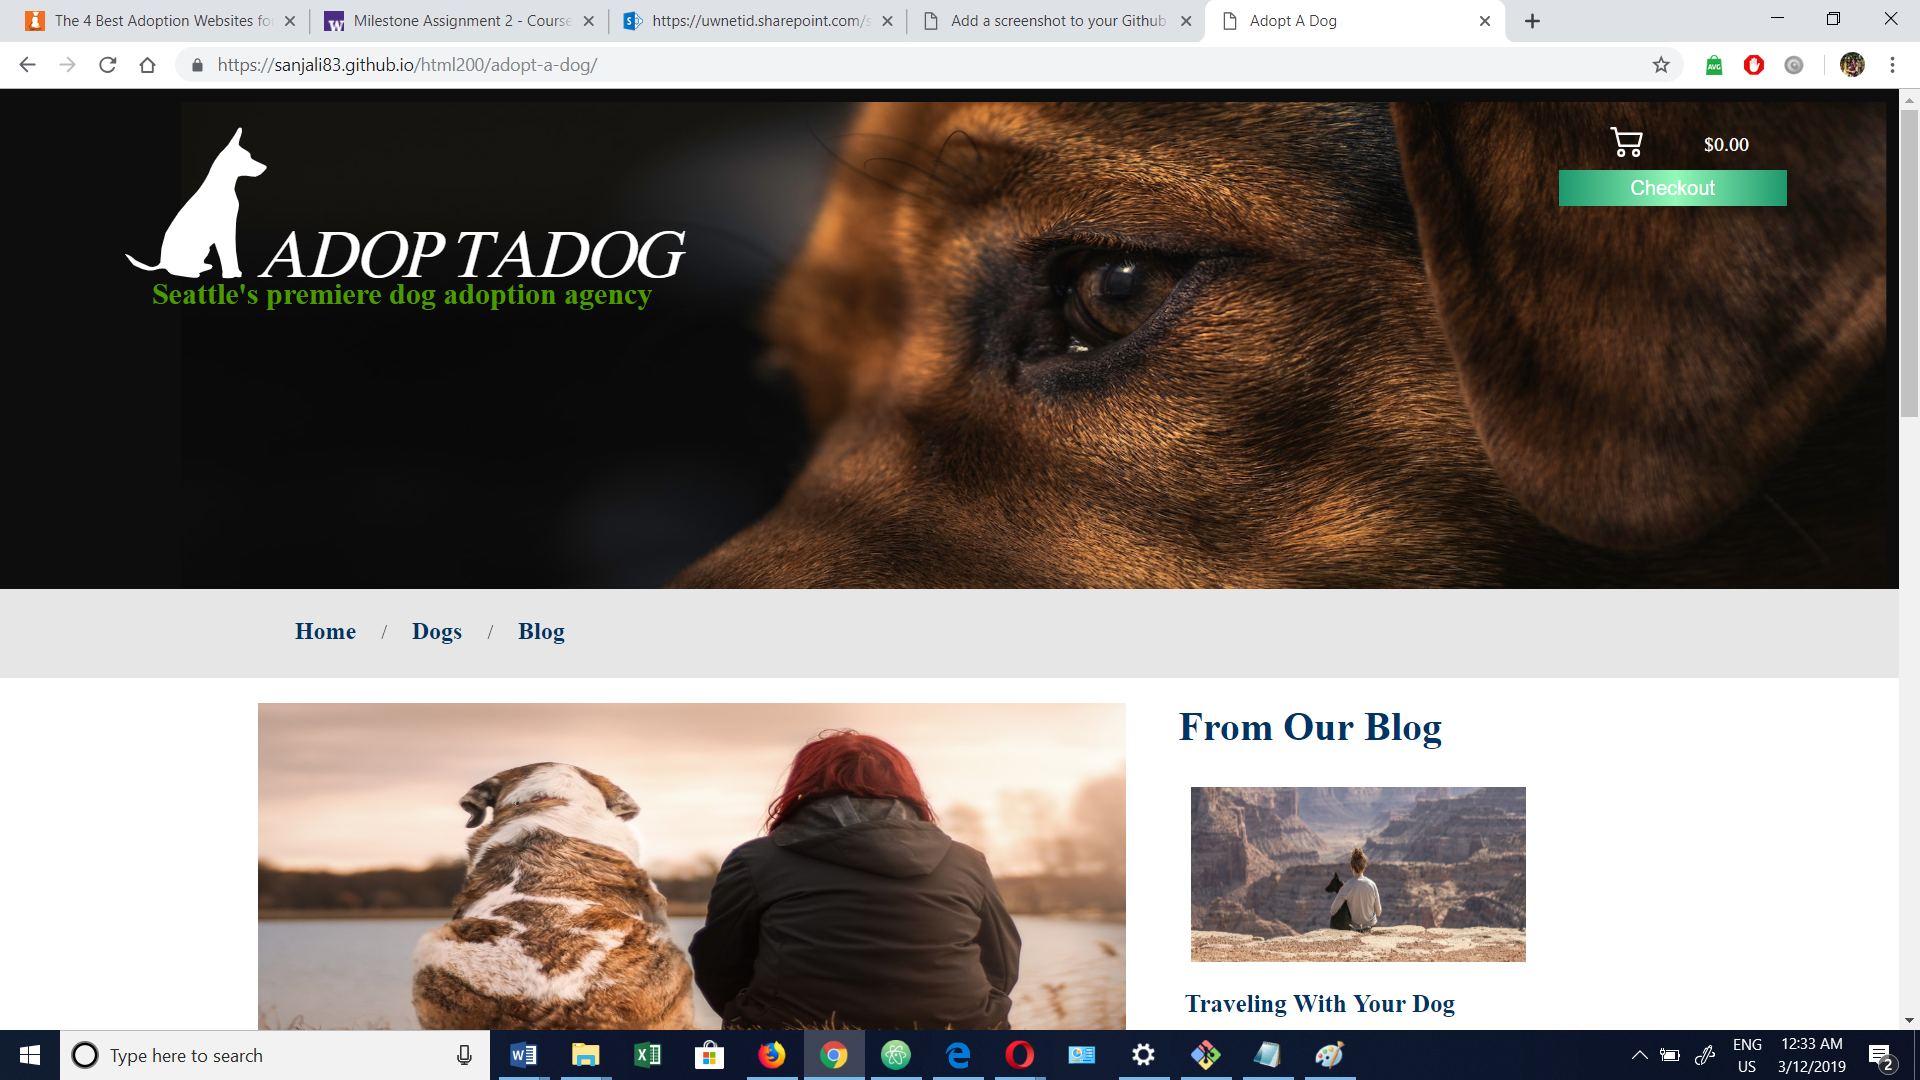 The 4 Best Adoption Websites fo
Milestone Assignment 2 - Course
https://uwnetid.sharepoint.com/s
Add a screenshot to your Github
Adopt A Dog
https://sanjali83.github.io/html200/adopt-a-dog/
AVG
$0.00
Checkout
ADOP TADOG
Seattle's premiere dog adoption agency
Home / Dogs / Blog
From Our Blog
Traveling With Your Dog
Type here to search
ENG
US
12:33 AM
3/12/2019
2